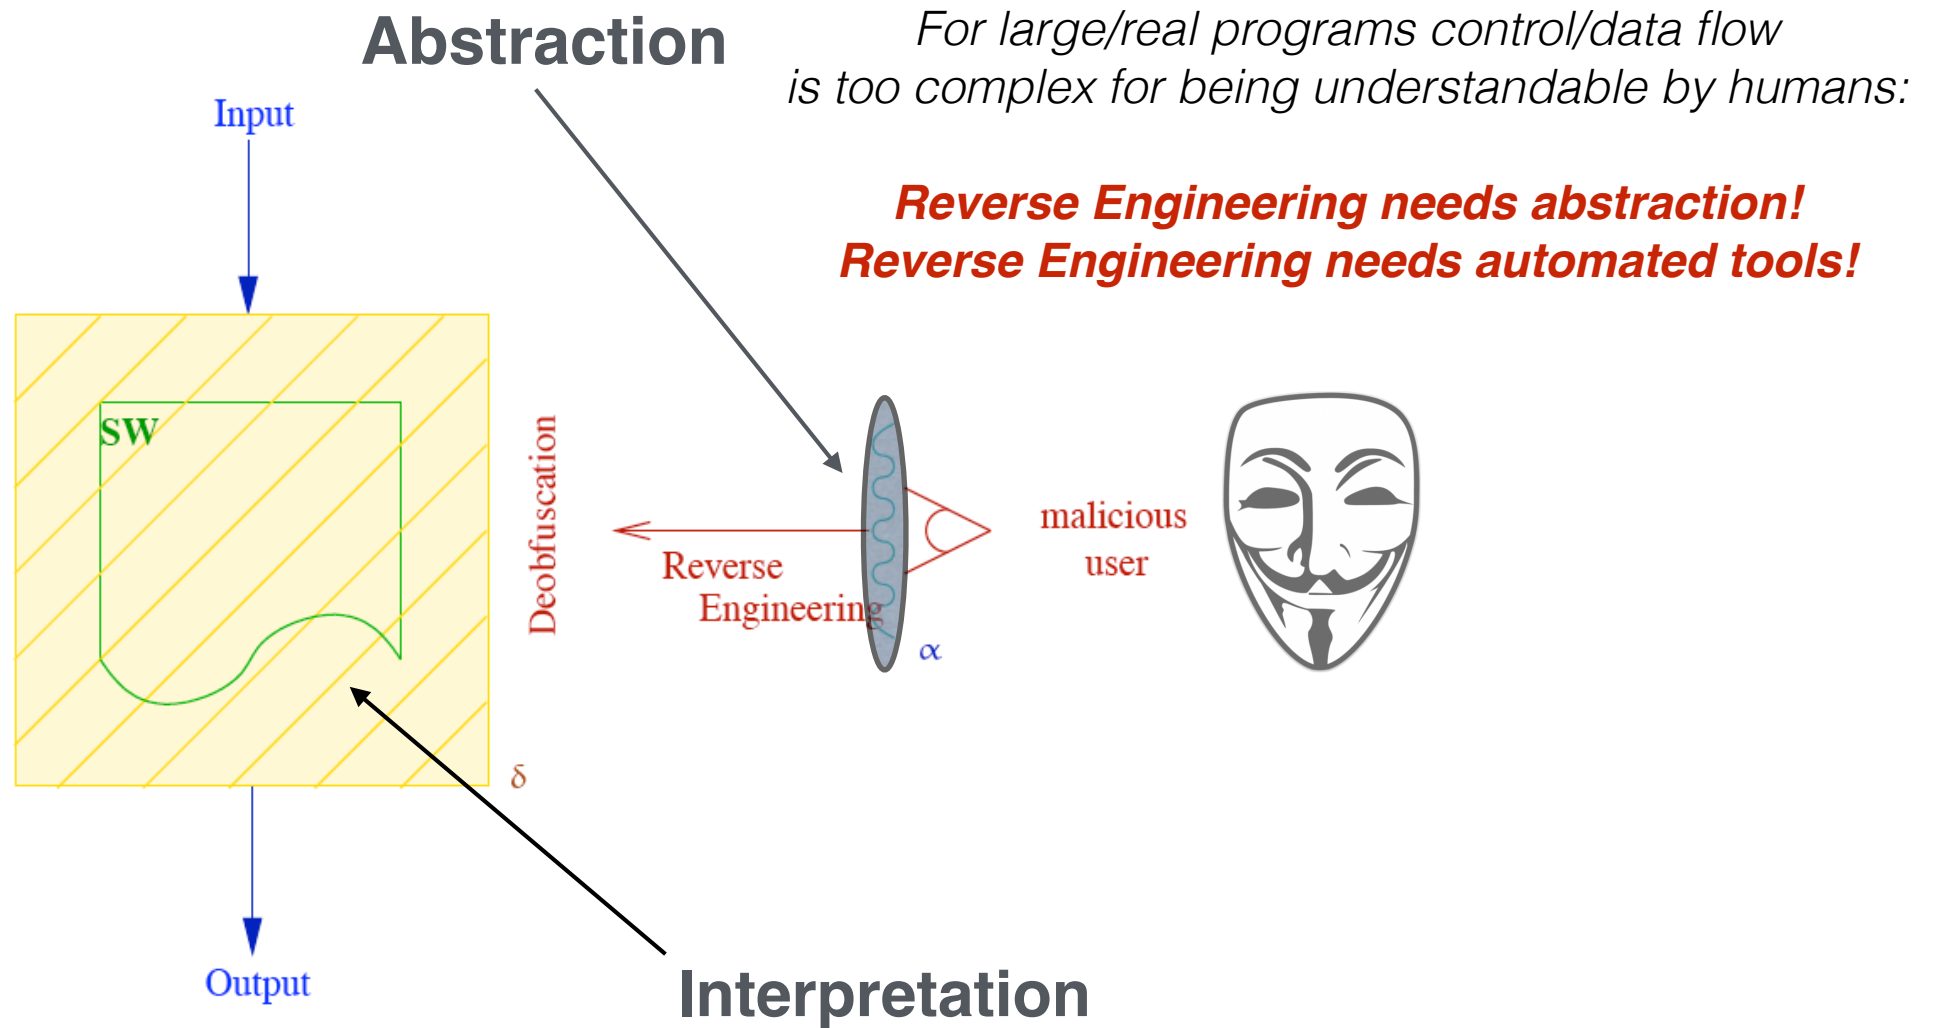 Abstraction
For large/real programs control/data flow
is too complex for being understandable by humans:
Reverse Engineering needs abstraction!
Reverse Engineering needs automated tools!
Input
SW
Deobfuscation
Reverse
Engineering
malicious
user
α
δ
Output
Interpretation